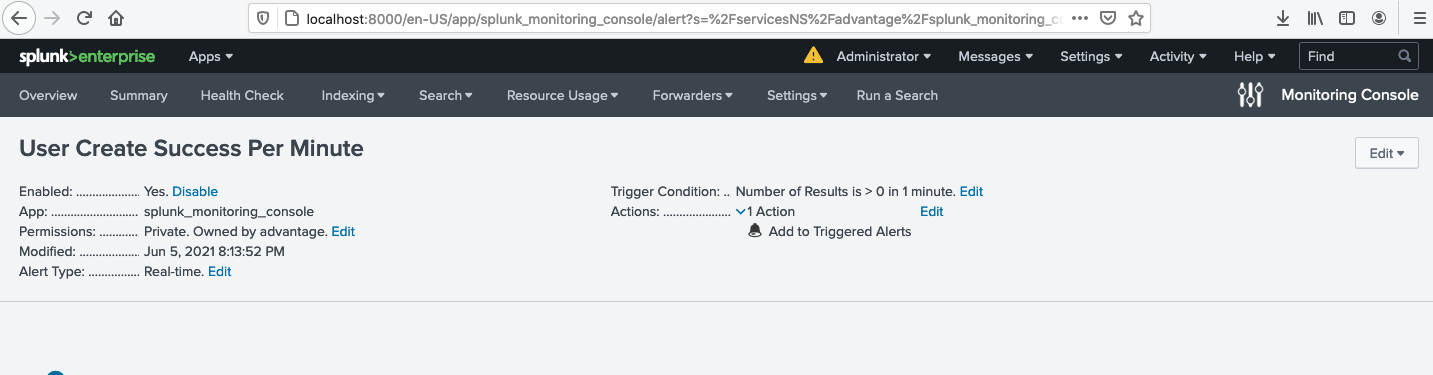 localhost:8000/en-US/app/splunk_monitoring_console/alert?s=%2FservicesNS%2Fadvantage%2Fsplunk_monitoring_c
splunk>enterprise Apps Administrator Messages Settings Activity Help Find
Overview Summary Health Check Indexing Search Resource Usage Forwarders Settings Run a Search Monitoring Console
User Create Success Per Minute
Edit
Enabled: ................... Yes. Disable
App: ........................... splunk_monitoring_console
Permissions: ............ Private. Owned by advantage. Edit
Modified: ................... Jun 5, 2021 8:13:52 PM
Alert Type: ................ Real-time. Edit
Trigger Condition: .. Number of Results is > 0 in 1 minute. Edit
Actions: ..................... 1 Action Edit
Add to Triggered Alerts